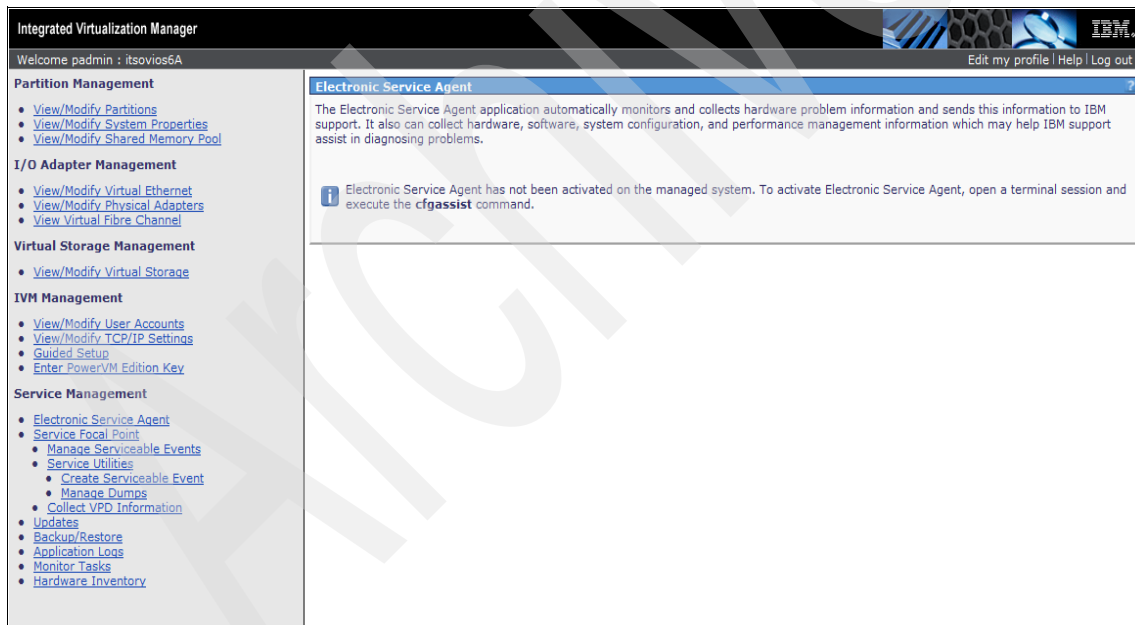 Integrated Virtualization Manager
IBM.
Welcome padmin : itsovios6A
Edit my profile | Help | Log out
Partition Management
View/Modify Partitions
View/Modify System Properties
View/Modify Shared Memory Pool
I/O Adapter Management
View/Modify Virtual Ethernet
View/Modify Physical Adapters
View Virtual Fibre Channel
Virtual Storage Management
View/Modify Virtual Storage
IVM Management
View/Modify User Accounts
View/Modify TCP/IP Settings
Guided Setup
Enter PowerVM Edition Key
Service Management
Electronic Service Agent
Service Focal Point
Manage Serviceable Events
Service Utilities
Create Serviceable Event
Manage Dumps
Collect VPD Information
Updates
Backup/Restore
Application Logs
Monitor Tasks
Hardware Inventory
Electronic Service Agent
?
The Electronic Service Agent application automatically monitors and collects hardware problem information and sends this information to IBM
support. It also can collect hardware, software, system configuration, and performance management information which may help IBM support
assist in diagnosing problems.
Electronic Service Agent has not been activated on the managed system. To activate Electronic Service Agent, open a terminal session and
execute the cfgassist command.